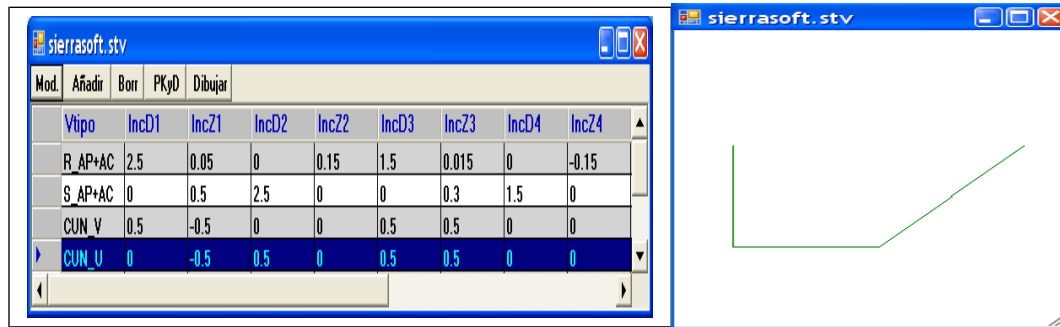 sierrasoft.stv
Mod. Añadir Borr PKyD Dibujar
Vtipo IncD1 IncZ1 IncD2 IncZ2 IncD3 IncZ3 IncD4 IncZ4
R_AP+AC 2.5 0.05 0 0.15 1.5 0.015 0 -0.15
S_AP+AC 0 0.5 2.5 0 0 0.3 1.5 0
CUN_V 0.5 -0.5 0 0 0.5 0.5 0 0
CUN_U 0 -0.5 0.5 0 0.5 0.5 0 0
sierrasoft.stv